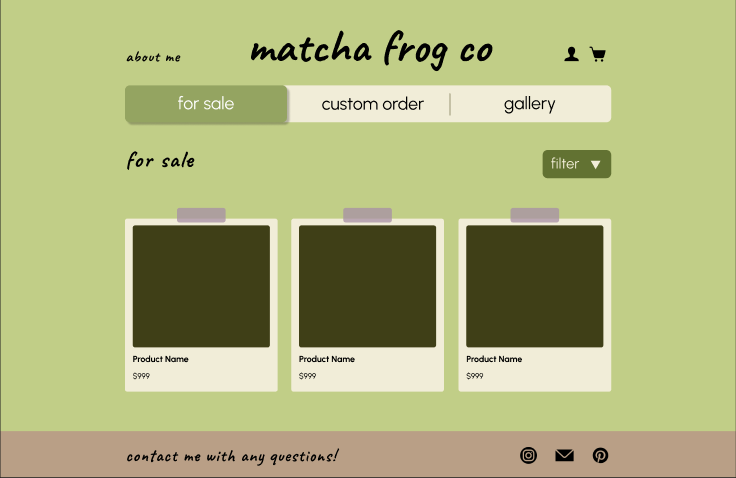 about me
matcha frog co
for sale
custom order
gallery
for sale
filter
Product Name
$999
Product Name
$999
Product Name
$999
contact me with any questions!